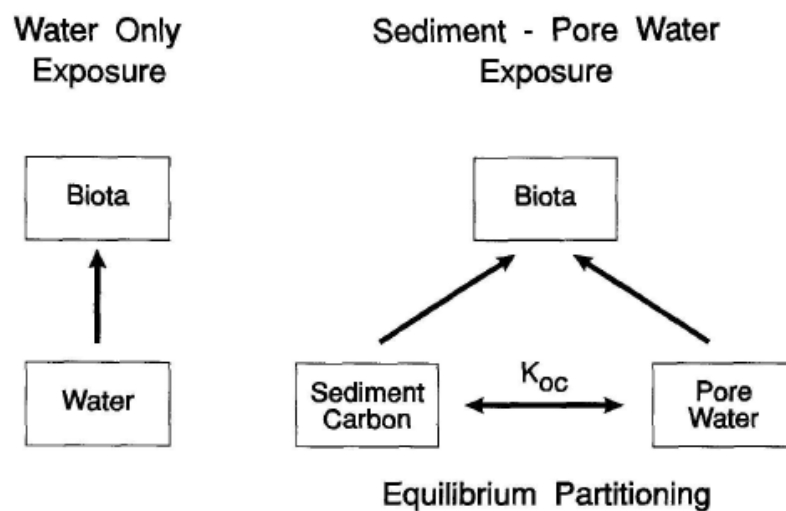 Water Only
Exposure
Sediment - Pore Water
Exposure
Biota
Biota
Water
Sediment
Carbon
KOC
Pore
Water
Equilibrium Partitioning